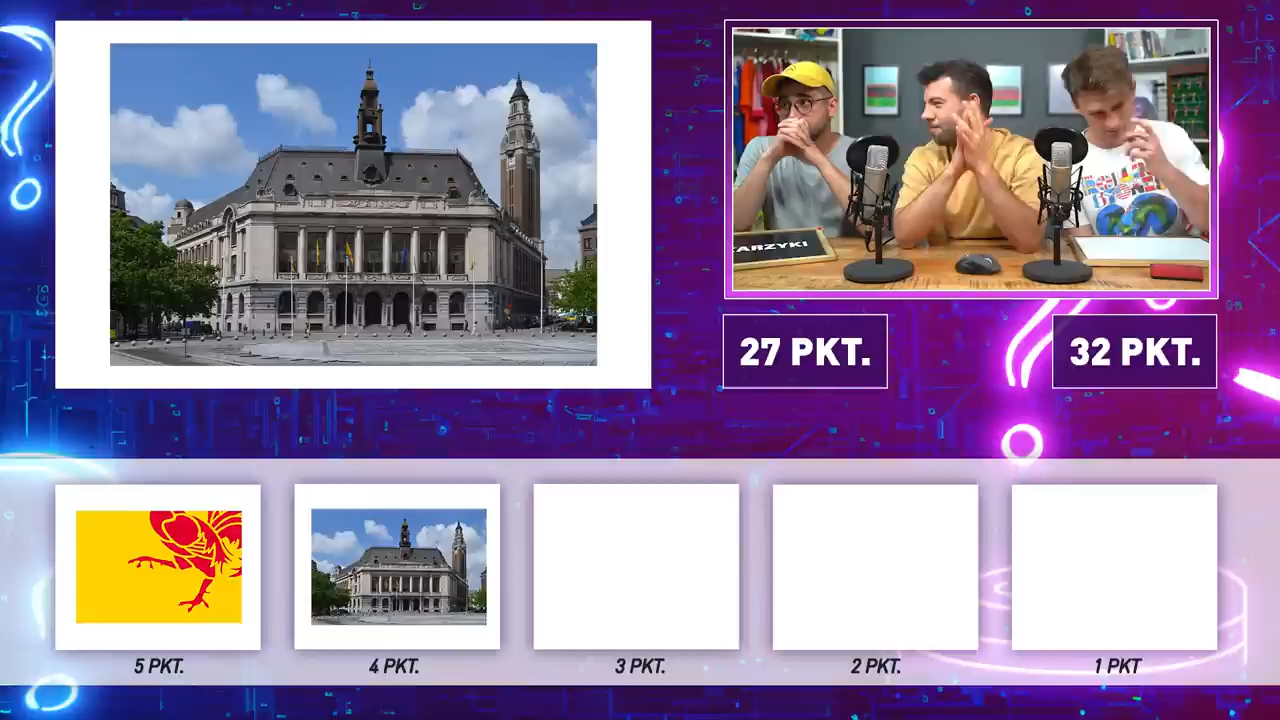 ARZYKI
27 PKT.
32 PKT.
5 PKT.
4 PKT.
3 PKT.
2 PKT.
1 PKT